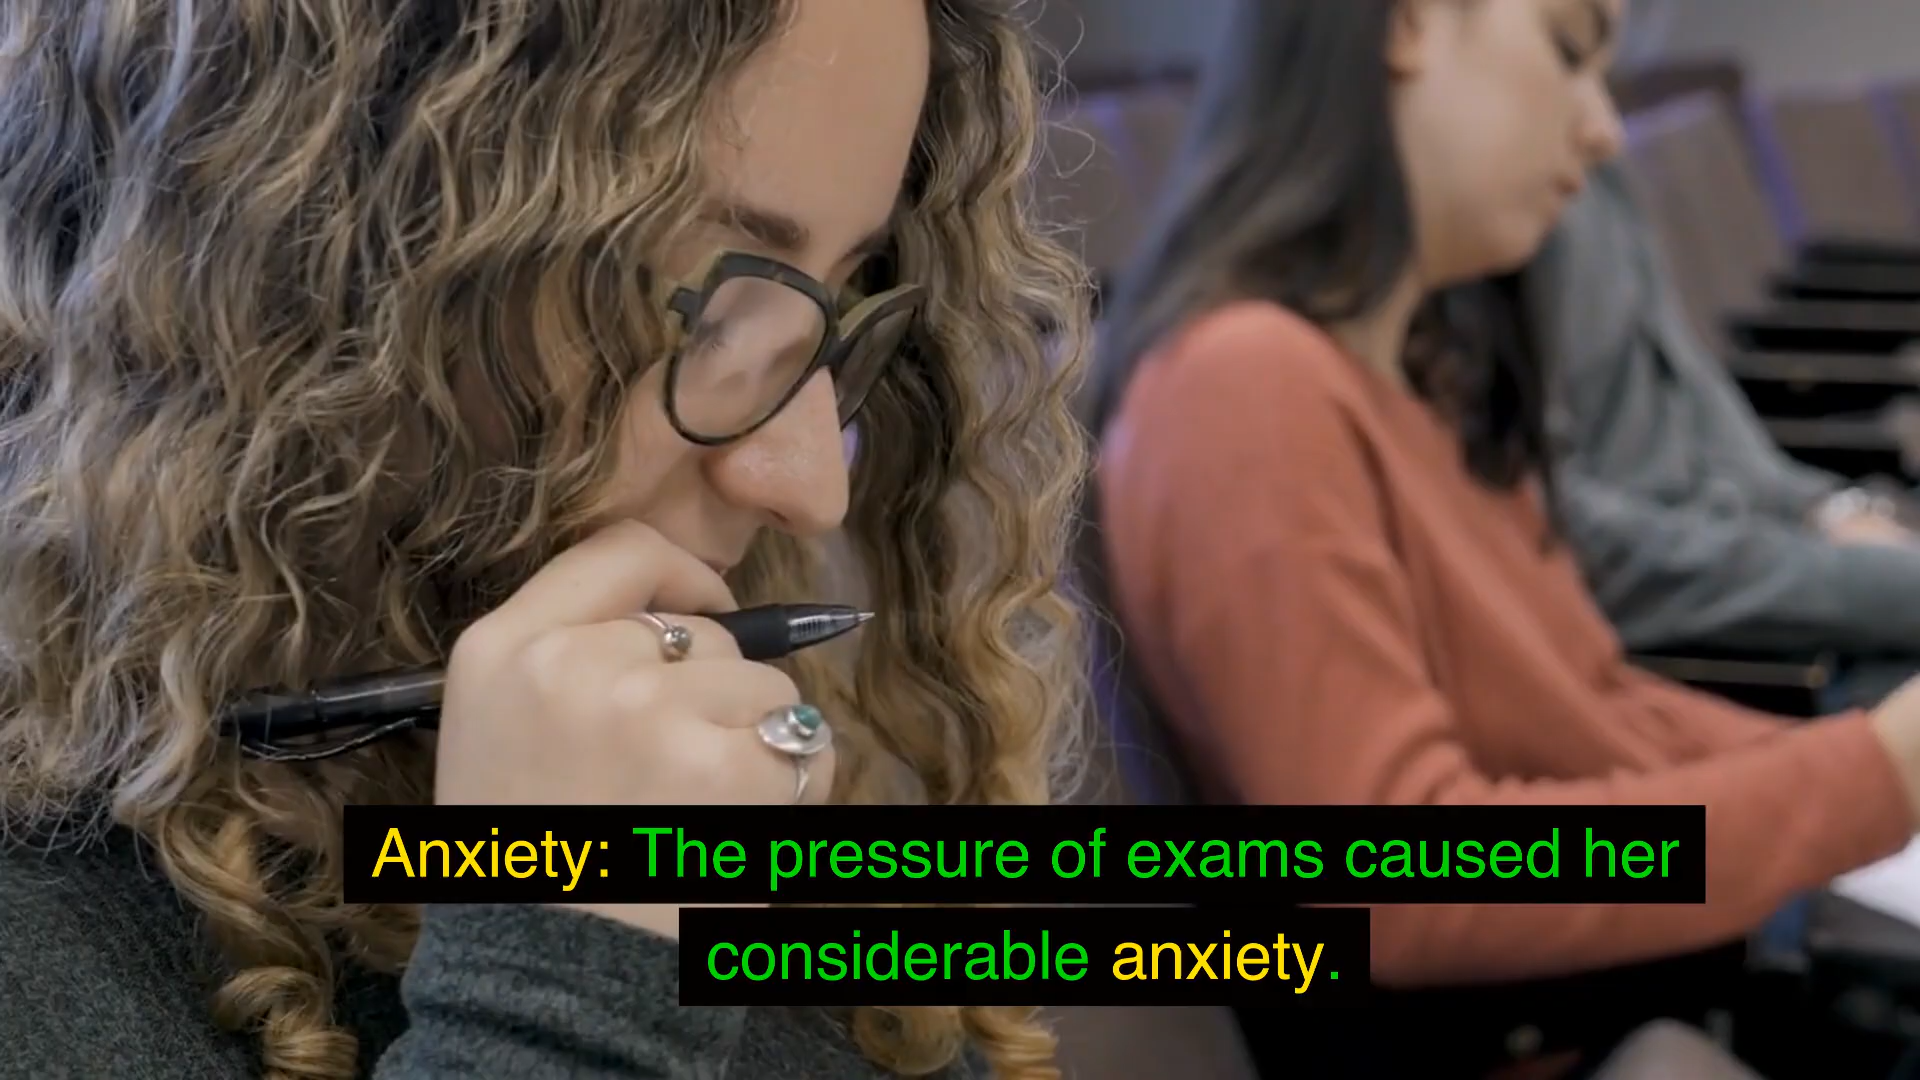 Anxiety: The pressure of exams caused her
considerable anxiety.